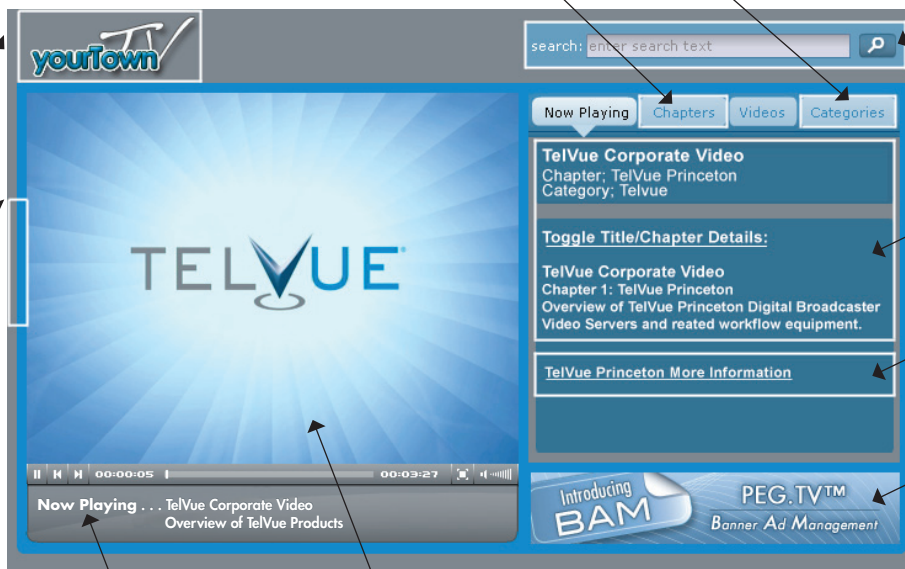 yourTown TV
search: enter search text
Now Playing Chapters Videos Categories
TelVue Corporate Video
Chapter; TelVue Princeton
Category; Telvue
Toggle Title/Chapter Details:
TelVue Corporate Video
Chapter 1: TelVue Princeton
Overview of TelVue Princeton Digital Broadcaster
Video Servers and reated workflow equipment.
TelVue Princeton More Information
TELVUE®
00:00:05 00:03:27
Now Playing . . . TelVue Corporate Video
Overview of TelVue Products
Introducing
BAM
PEG.TV™
Banner Ad Management